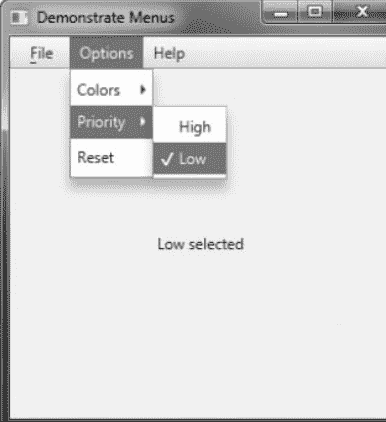 Demonstrate Menus
File Options Help
Colors
Priority
High
✓ Low
Reset
Low selected